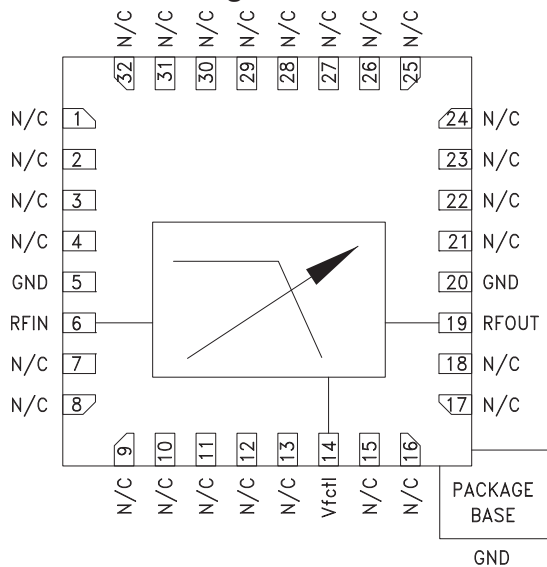 N/C N/C N/C N/C N/C N/C N/C N/C
32 31 30 29 28 27 26 25
N/C 1 24 N/C
N/C 2 23 N/C
N/C 3 22 N/C
N/C 4 21 N/C
GND 5 20 GND
RFIN 6 19 RFOUT
N/C 7 18 N/C
N/C 8 17 N/C
9 10 11 12 13 14 15 16
N/C N/C N/C N/C N/C Vfctl N/C N/C
PACKAGE
BASE
GND